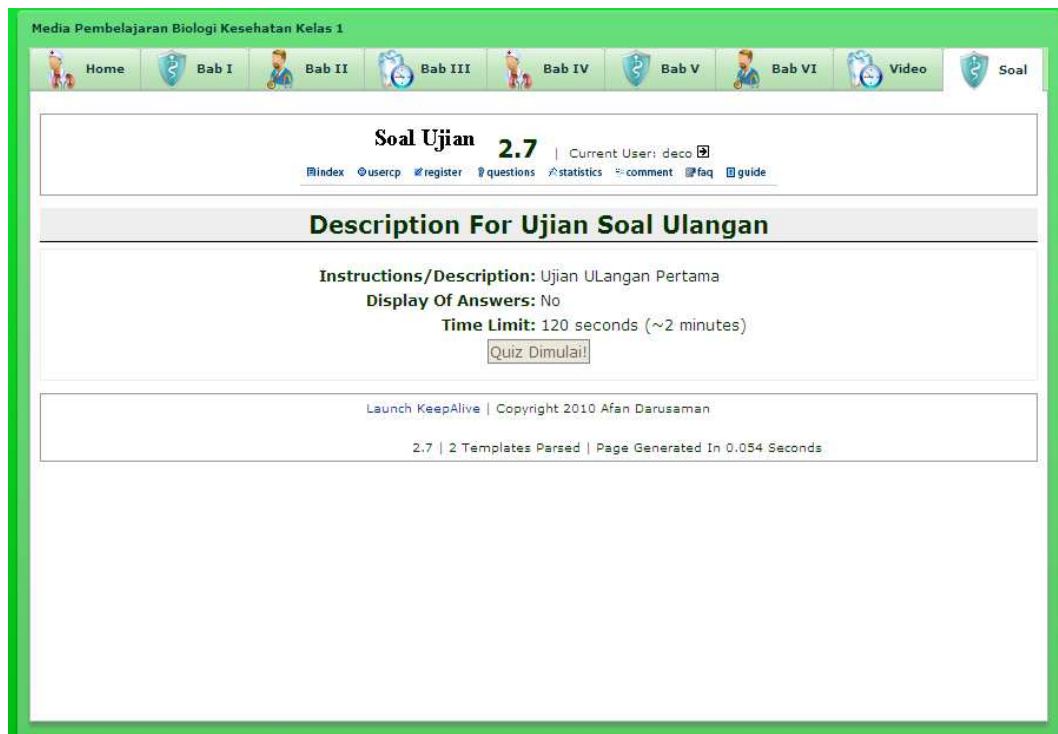 Media Pembelajaran Biologi Kesehatan Kelas 1
Home Bab I Bab II Bab III Bab IV Bab V Bab VI Video Soal
Soal Ujian 2.7 | Current User: deco
index usercp register questions statistics comment faq guide
Description For Ujian Soal Ulangan
Instructions/Description: Ujian ULangan Pertama
Display Of Answers: No
Time Limit: 120 seconds (~2 minutes)
Quiz Dimulai!
Launch KeepAlive | Copyright 2010 Afan Darusaman
2.7 | 2 Templates Parsed | Page Generated In 0.054 Seconds